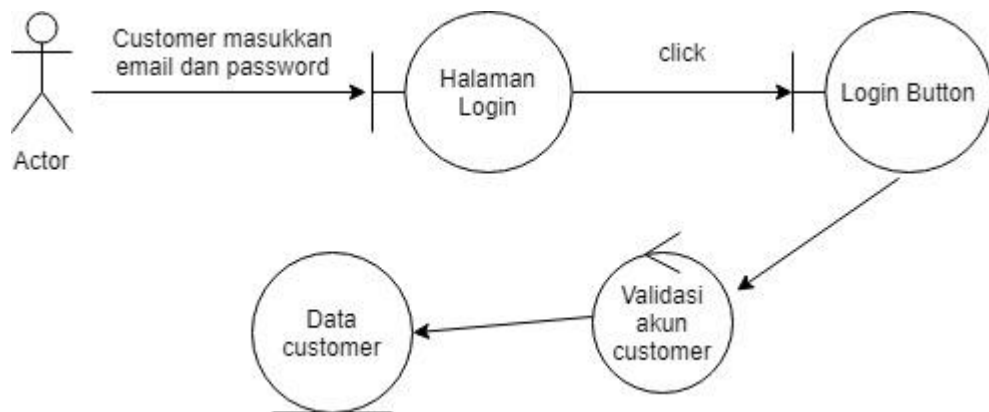 Customer masukkan
email dan password
Actor
Halaman
Login
click
Login Button
Validasi
akun
customer
Data
customer